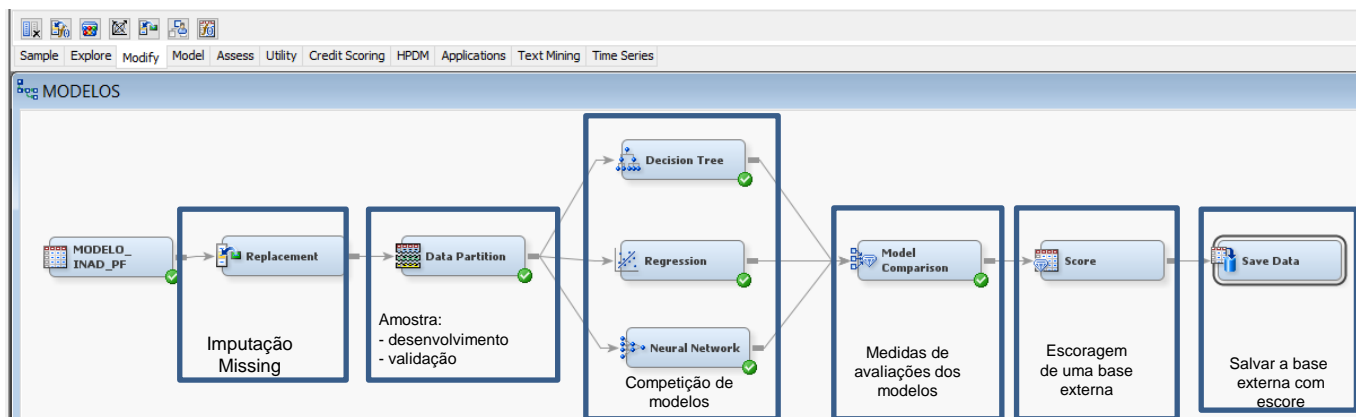 Sample Explore Modify Model Assess Utility Credit Scoring HPDM Applications Text Mining Time Series
MODELOS
MODELO_
INAD_PF
Replacement
Imputação
Missing
Data Partition
Amostra:
- desenvolvimento
- validação
Decision Tree
Regression
Neural Network
Competição de
modelos
Model
Comparison
Medidas de
avaliações dos
modelos
Score
Escoragem
de uma base
externa
Save Data
Salvar a base
externa com
escore